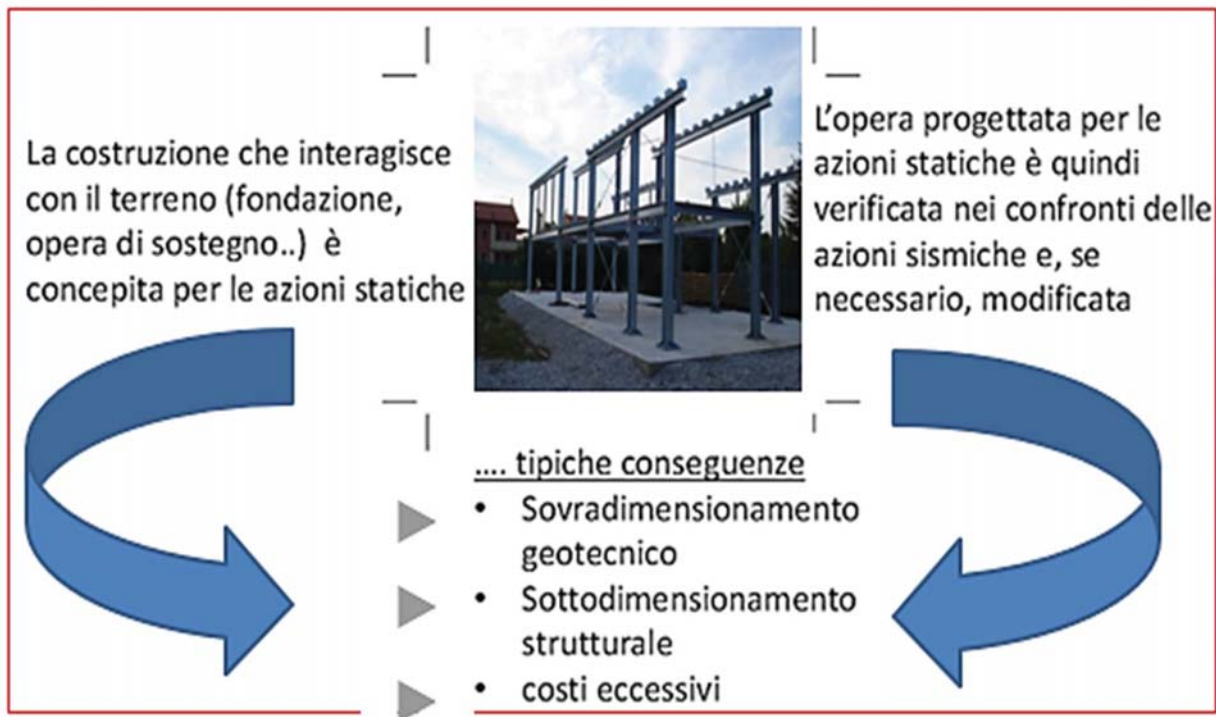 La costruzione che interagisce
con il terreno (fondazione,
opera di sostegno..) è
concepita per le azioni statiche
L'opera progettata per le
azioni statiche è quindi
verificata nei confronti delle
azioni sismiche e, se
necessario, modificata
.... tipiche conseguenze
• Sovradimensionamento
geotecnico
• Sottodimensionamento
strutturale
• costi eccessivi